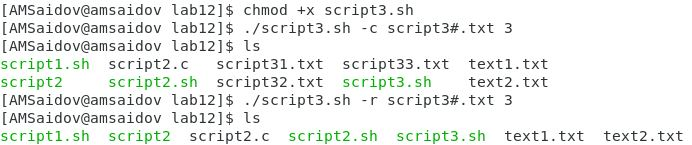 [AMSaidov@amsaidov lab12]$ chmod +x script3.sh
[AMSaidov@amsaidov lab12]$ ./script3.sh -c script3#.txt 3
[AMSaidov@amsaidov lab12]$ ls
script1.sh  script2.c   script31.txt  script33.txt  text1.txt
script2     script2.sh  script32.txt  script3.sh    text2.txt
[AMSaidov@amsaidov lab12]$ ./script3.sh -r script3#.txt 3
[AMSaidov@amsaidov lab12]$ ls
script1.sh  script2  script2.c  script2.sh  script3.sh  text1.txt  text2.txt